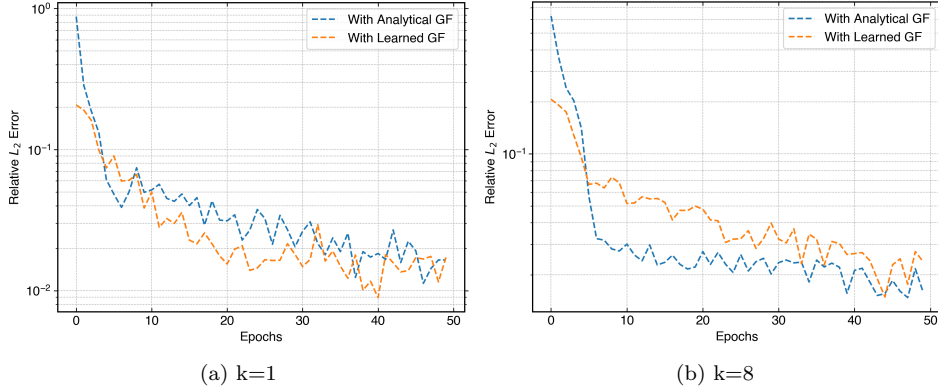 With Analytical GF
With Learned GF
Relative L₂ Error
10⁰
10⁻¹
10⁻²
0 10 20 30 40 50
Epochs
(a) k=1
With Analytical GF
With Learned GF
Relative L₂ Error
10⁻¹
0 10 20 30 40 50
Epochs
(b) k=8